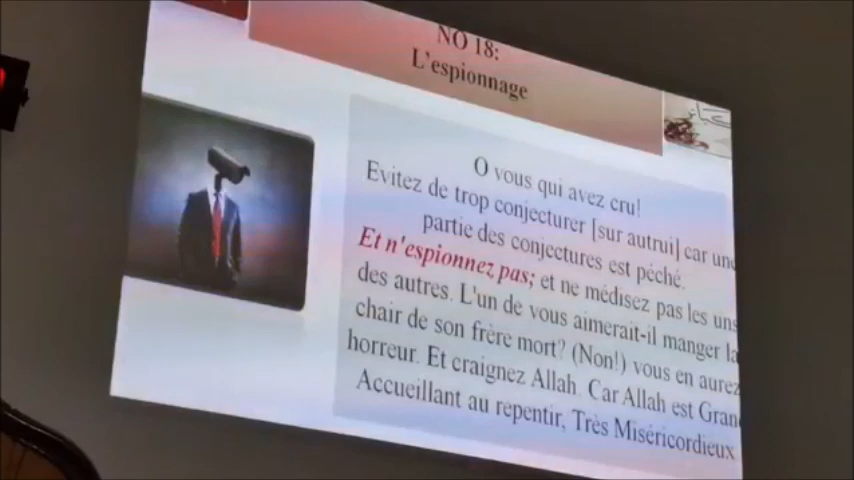 NO 18:
L'espionnage
O vous qui avez cru!
Evitez de trop conjecturer [sur autrui] car une
partie des conjectures est péché.
Et n'espionnez pas; et ne médisez pas les uns
des autres. L'un de vous aimerait-il manger la
chair de son frère mort? (Non!) vous en aurez
horreur. Et craignez Allah. Car Allah est Gran
Accueillant au repentir, Très Miséricordieux